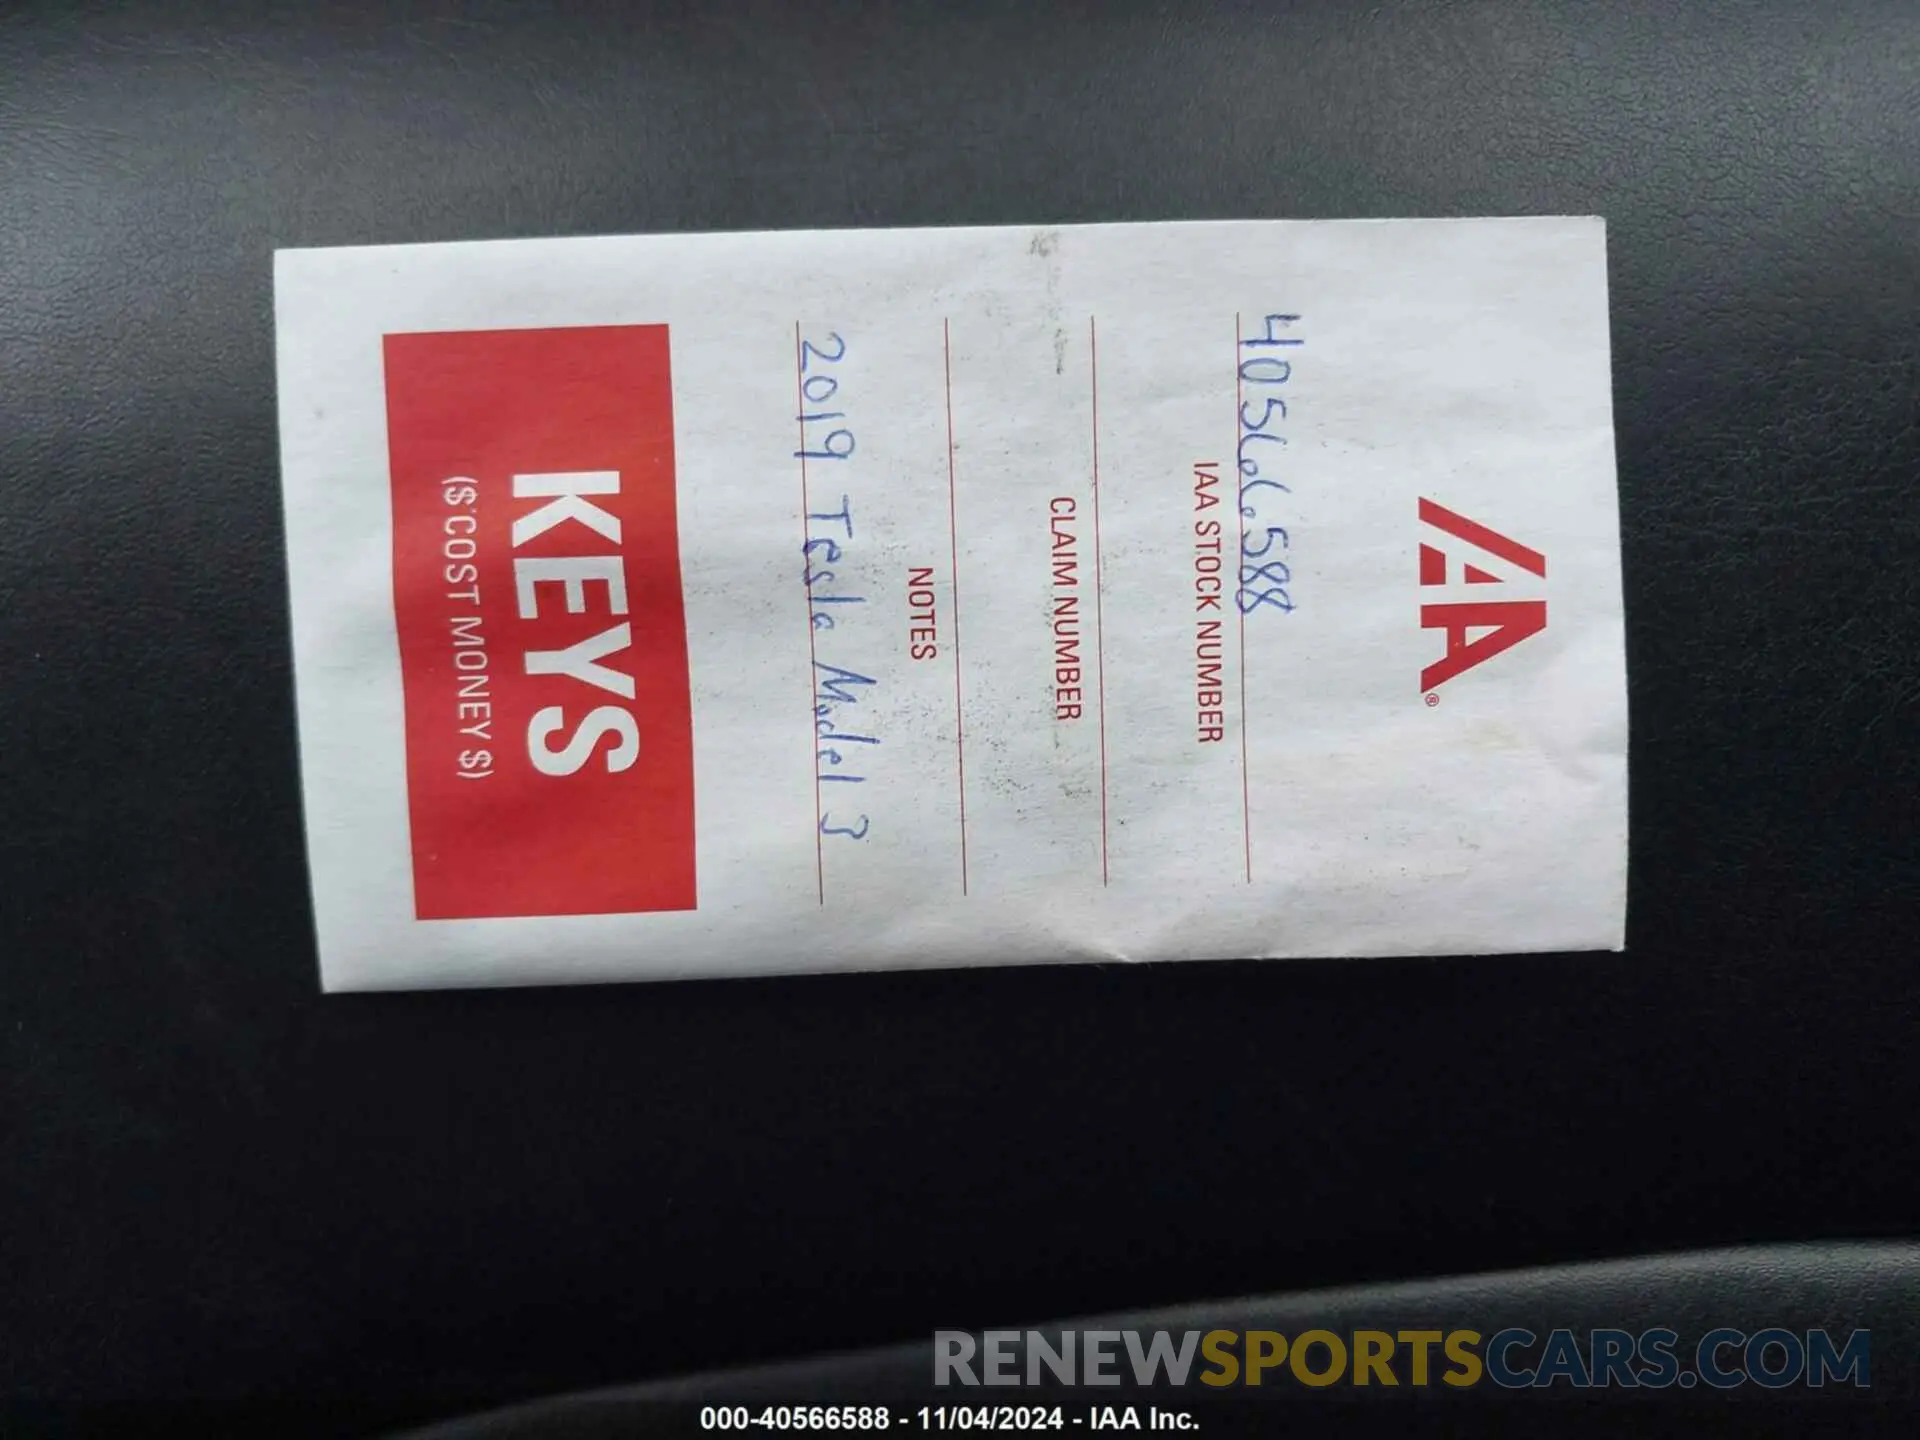 IAA®
40566588
IAA STOCK NUMBER
CLAIM NUMBER
NOTES
2019 Tesla Model 3
KEYS
($ COST MONEY $)
RENEWSPORTSCARS.COM
000-40566588 - 11/04/2024 - IAA Inc.